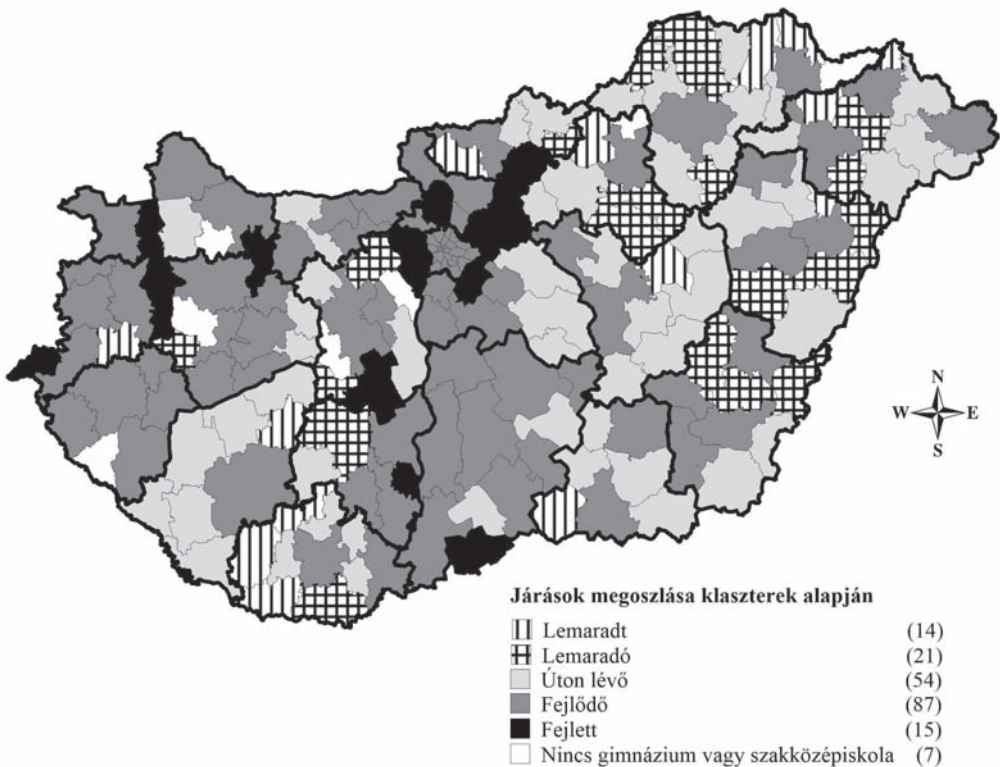 N
W E
S
Járások megoszlása klaszterek alapján
Lemaradt (14)
Lemaradó (21)
Úton lévő (54)
Fejlődő (87)
Fejlett (15)
Nincs gimnázium vagy szakközépiskola (7)